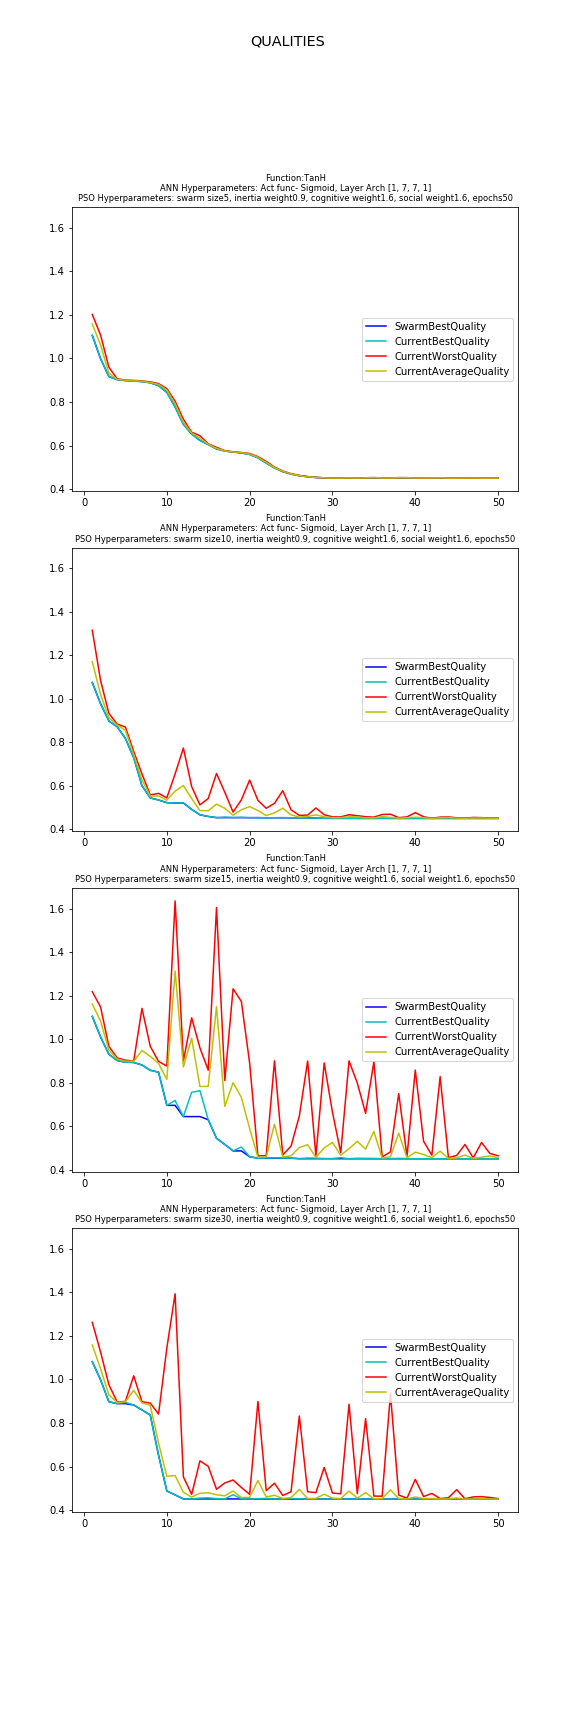 QUALITIES
Function:TanH
ANN Hyperparameters: Act func- Sigmoid, Layer Arch [1, 7, 7, 1]
PSO Hyperparameters: swarm size5, inertia weight0.9, cognitive weight1.6, social weight1.6, epochs50
1.6
1.4
1.2
1.0
0.8
0.6
0.4
SwarmBestQuality
CurrentBestQuality
CurrentWorstQuality
CurrentAverageQuality
0 10 20 30 40 50
Function:TanH
ANN Hyperparameters: Act func- Sigmoid, Layer Arch [1, 7, 7, 1]
PSO Hyperparameters: swarm size10, inertia weight0.9, cognitive weight1.6, social weight1.6, epochs50
1.6
1.4
1.2
1.0
0.8
0.6
0.4
SwarmBestQuality
CurrentBestQuality
CurrentWorstQuality
CurrentAverageQuality
0 10 20 30 40 50
Function:TanH
ANN Hyperparameters: Act func- Sigmoid, Layer Arch [1, 7, 7, 1]
PSO Hyperparameters: swarm size15, inertia weight0.9, cognitive weight1.6, social weight1.6, epochs50
1.6
1.4
1.2
1.0
0.8
0.6
0.4
SwarmBestQuality
CurrentBestQuality
CurrentWorstQuality
CurrentAverageQuality
0 10 20 30 40 50
Function:TanH
ANN Hyperparameters: Act func- Sigmoid, Layer Arch [1, 7, 7, 1]
PSO Hyperparameters: swarm size30, inertia weight0.9, cognitive weight1.6, social weight1.6, epochs50
1.6
1.4
1.2
1.0
0.8
0.6
0.4
SwarmBestQuality
CurrentBestQuality
CurrentWorstQuality
CurrentAverageQuality
0 10 20 30 40 50